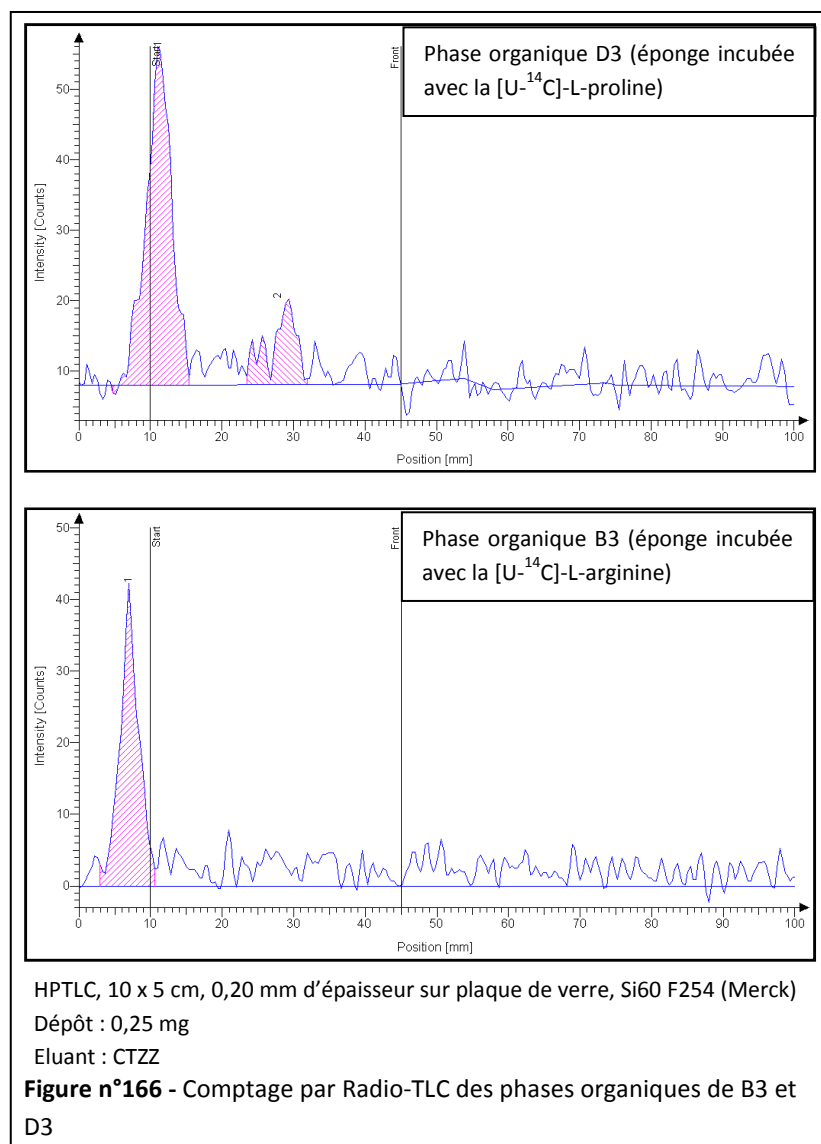 Phase organique D3 (éponge incubée
avec la [U-14C]-L-proline)
Intensity [Counts]
50
40
30
20
10
Start
1
2
Front
0 10 20 30 40 50 60 70 80 90 100
Position [mm]
Phase organique B3 (éponge incubée
avec la [U-14C]-L-arginine)
Intensity [Counts]
50
40
30
20
10
0
1
Start
Front
0 10 20 30 40 50 60 70 80 90 100
Position [mm]
HPTLC, 10 x 5 cm, 0,20 mm d’épaisseur sur plaque de verre, Si60 F254 (Merck)
Dépôt : 0,25 mg
Eluant : CTZZ
Figure n°166 - Comptage par Radio-TLC des phases organiques de B3 et
D3